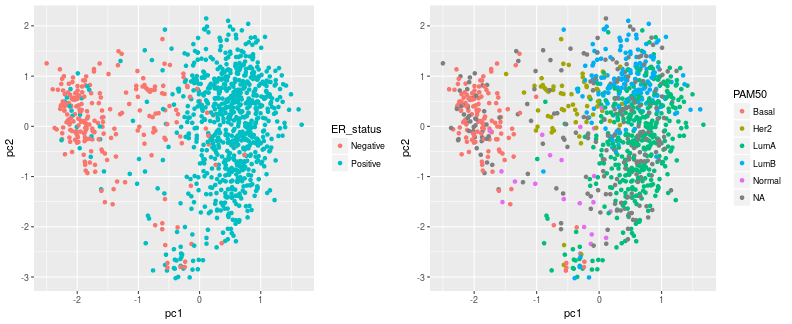 2
1
0
-1
-2
-3
pc2
-2
-1
0
1
pc1
ER_status
Negative
Positive
2
1
0
-1
-2
-3
pc2
-2
-1
0
1
pc1
PAM50
Basal
Her2
LumA
LumB
Normal
NA